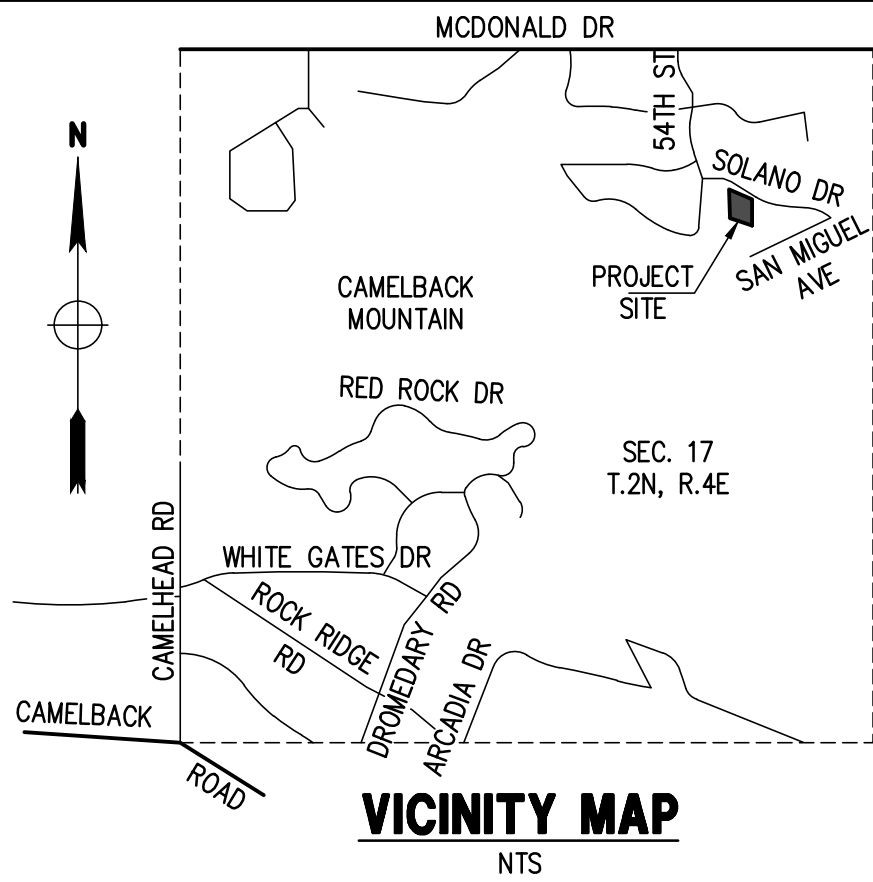 MCDONALD DR
54TH ST
N
SOLANO DR
SAN MIGUEL
AVE
PROJECT
SITE
CAMELBACK
MOUNTAIN
RED ROCK DR
SEC. 17
T.2N, R.4E
CAMELHEAD RD
WHITE GATES DR
ROCK RIDGE
RD
DROMEDARY RD
ARCADIA DR
CAMELBACK
ROAD
VICINITY MAP
NTS